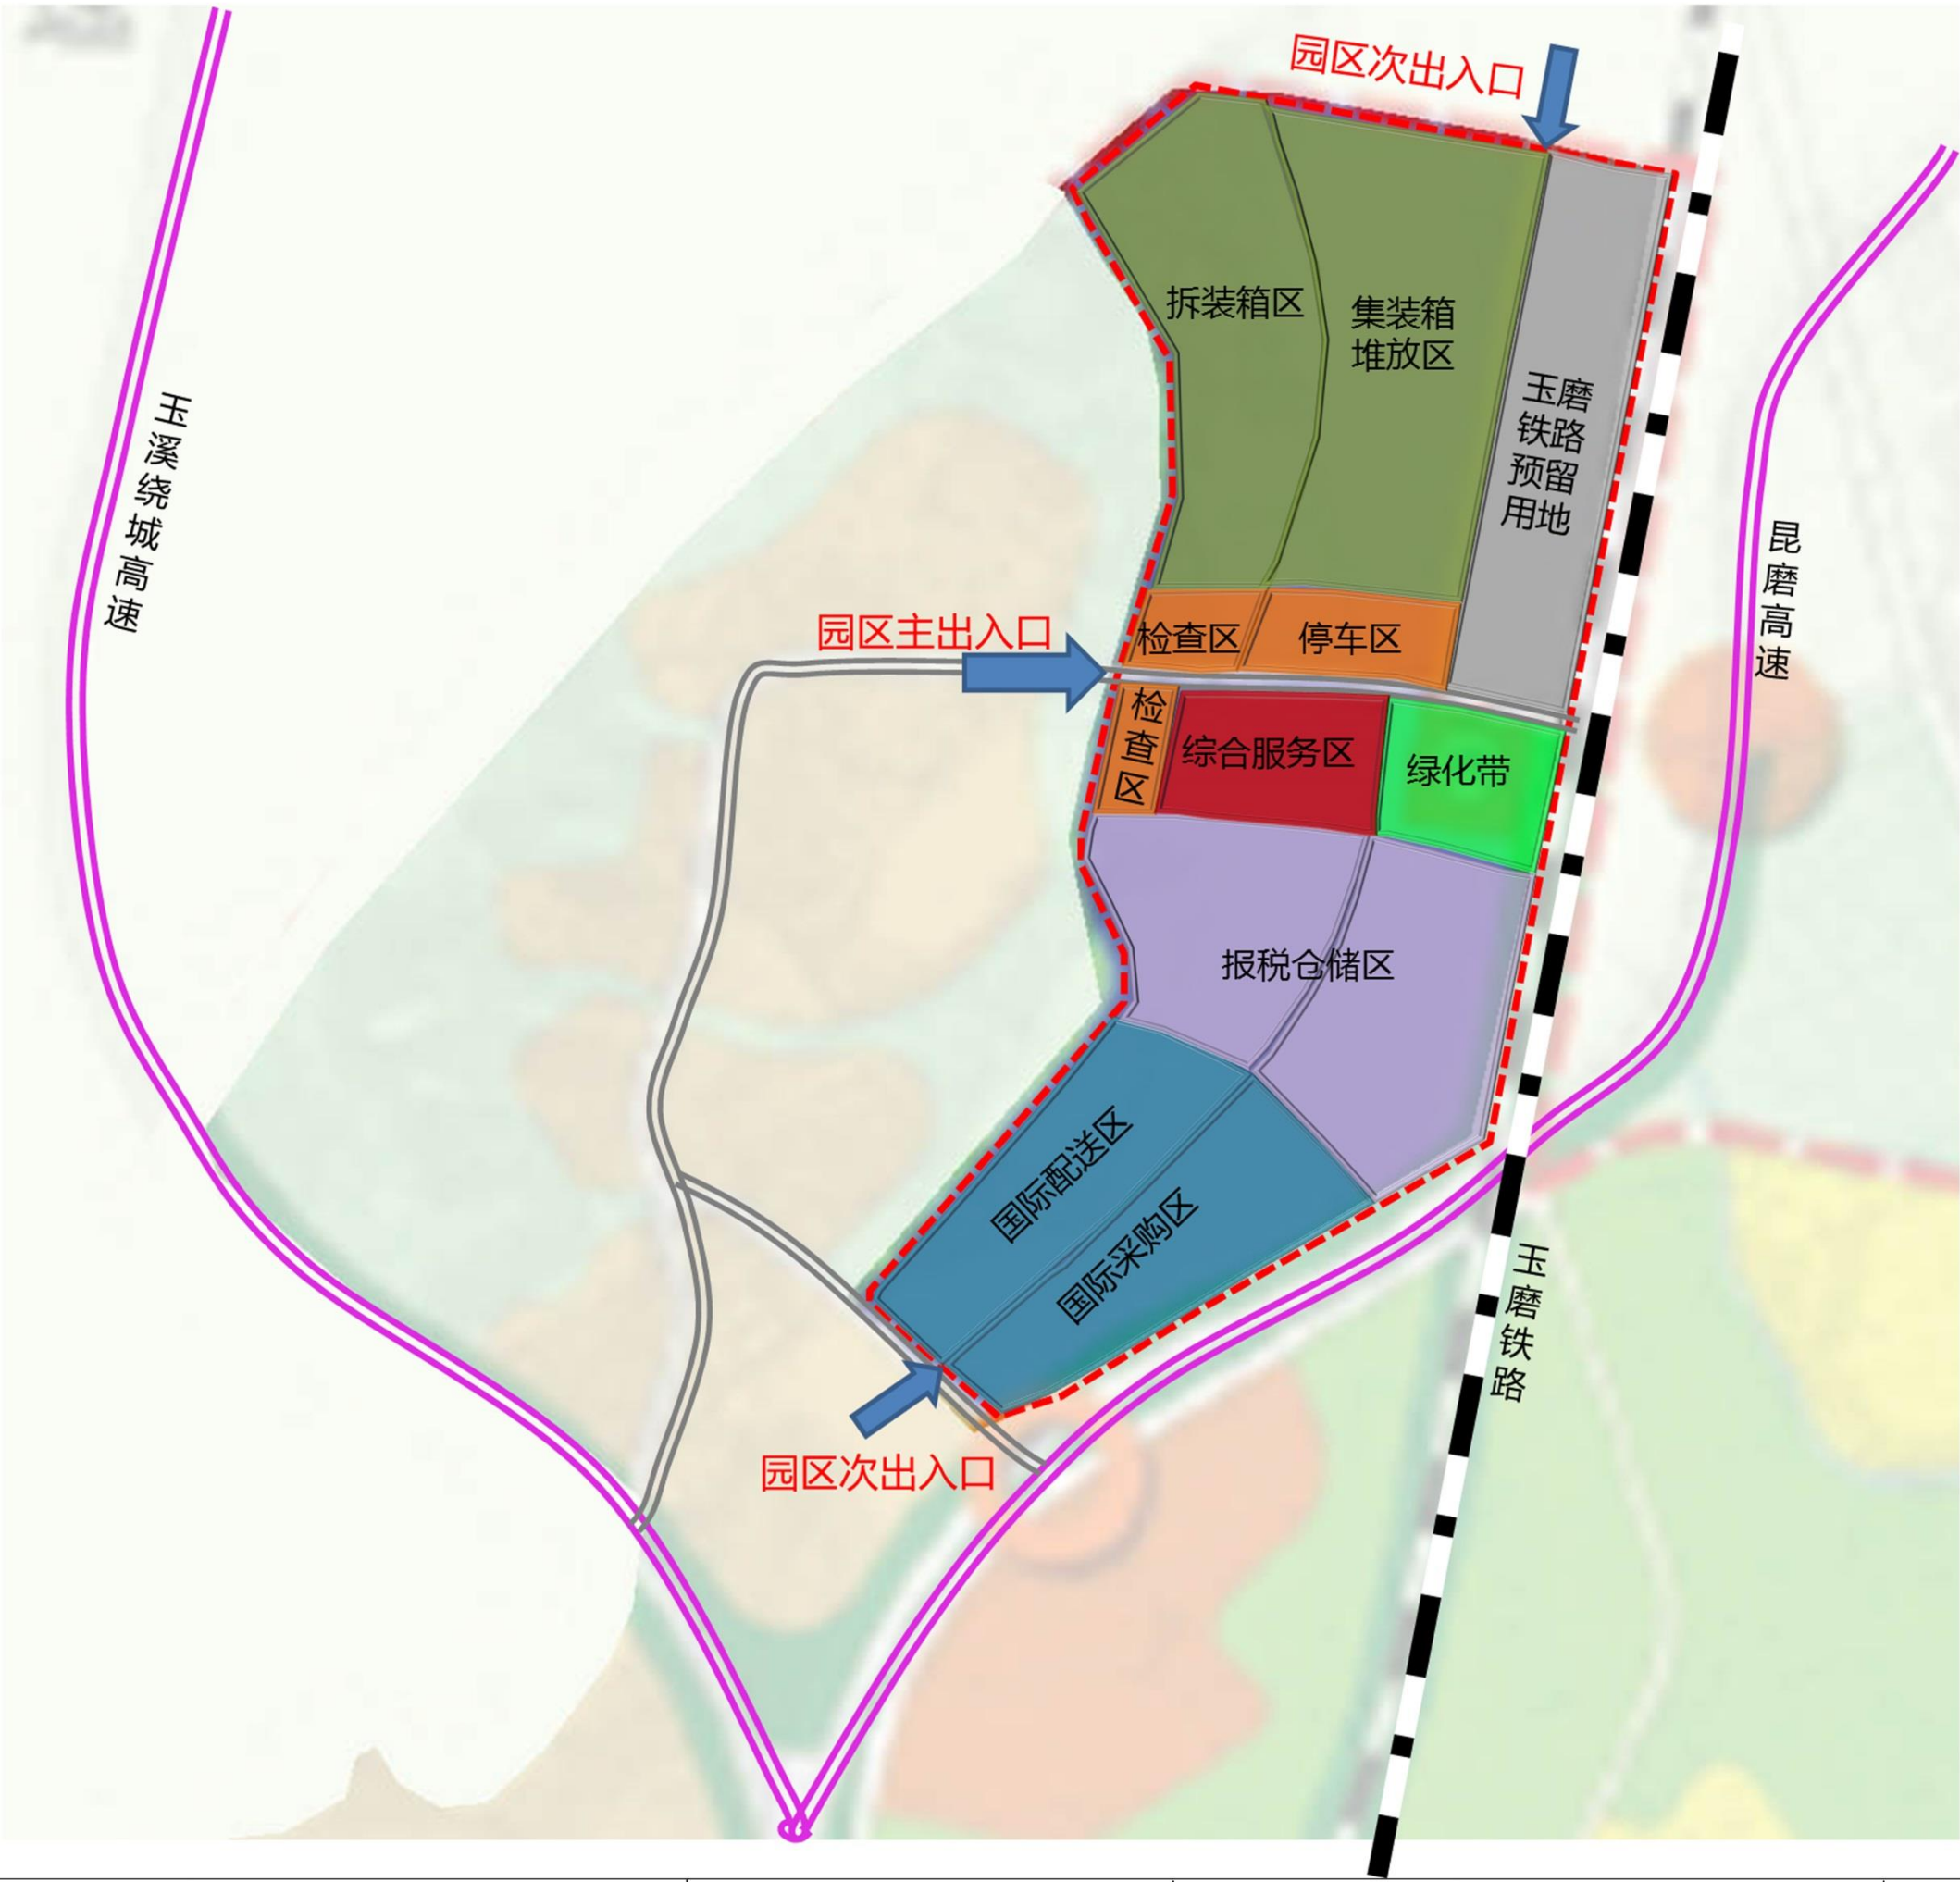 园区次出入口
拆装箱区
集装箱
堆放区
玉磨
铁路
预留
用地
玉溪绕城高速
昆磨高速
园区主出入口
检查区
停车区
检查区
综合服务区
绿化带
报税仓储区
国际配送区
国际采购区
玉磨铁路
园区次出入口